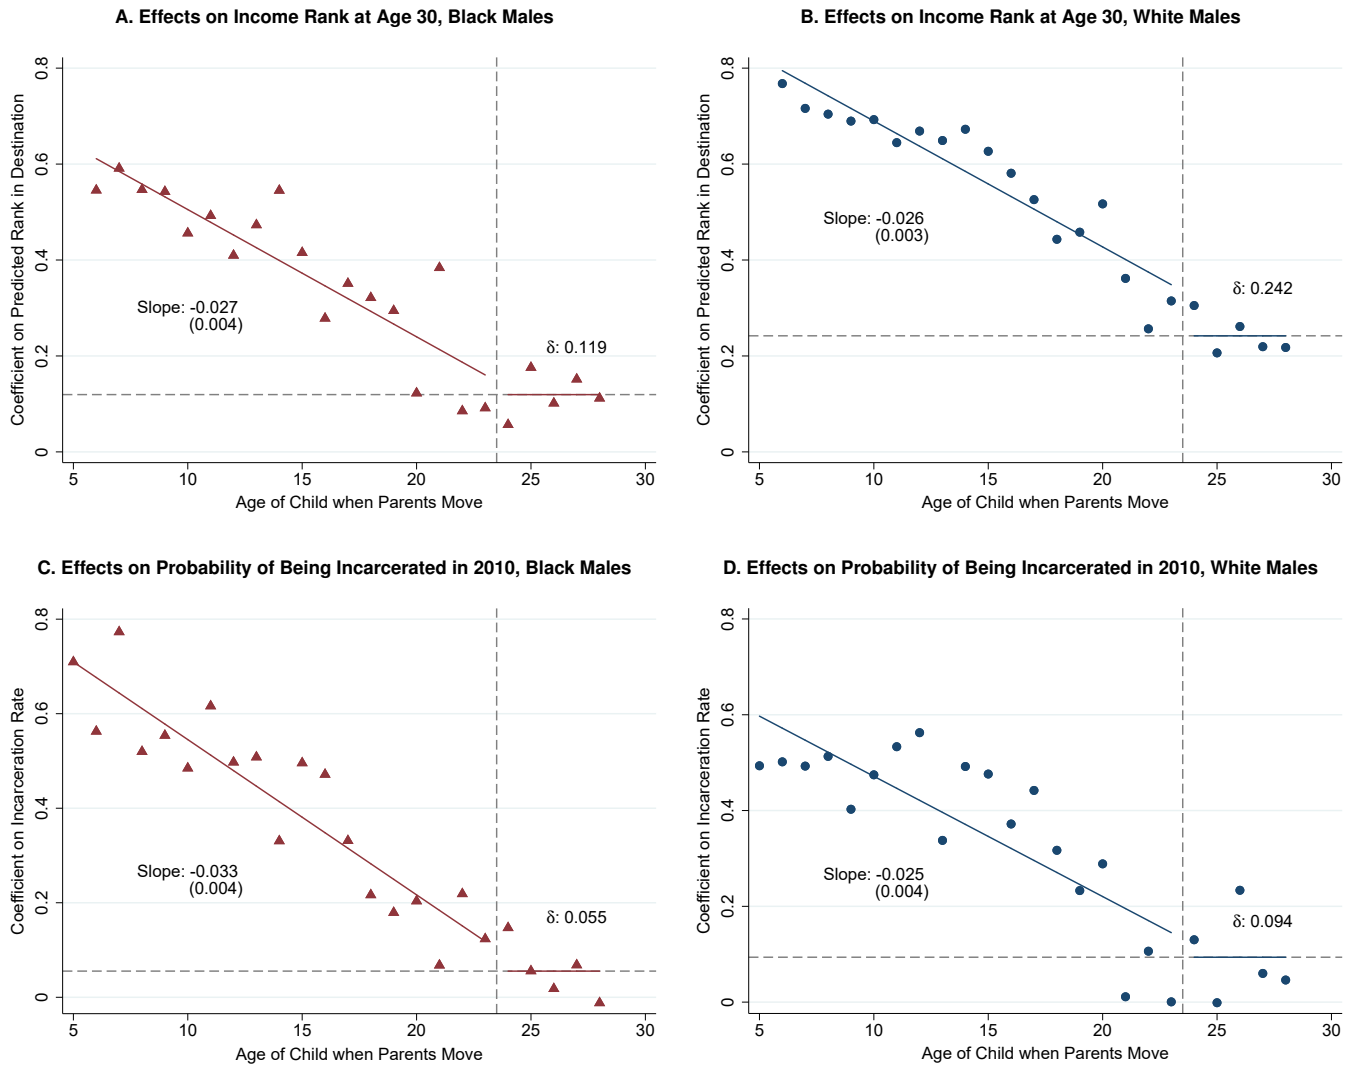 A. Effects on Income Rank at Age 30, Black Males
Coefficient on Predicted Rank in Destination
0.8
0.6
0.4
0.2
0
Slope: -0.027
(0.004)
δ: 0.119
5 10 15 20 25 30
Age of Child when Parents Move
B. Effects on Income Rank at Age 30, White Males
Coefficient on Predicted Rank in Destination
0.8
0.6
0.4
0.2
0
Slope: -0.026
(0.003)
δ: 0.242
5 10 15 20 25 30
Age of Child when Parents Move
C. Effects on Probability of Being Incarcerated in 2010, Black Males
Coefficient on Incarceration Rate
0.8
0.6
0.4
0.2
0
Slope: -0.033
(0.004)
δ: 0.055
5 10 15 20 25 30
Age of Child when Parents Move
D. Effects on Probability of Being Incarcerated in 2010, White Males
Coefficient on Incarceration Rate
0.8
0.6
0.4
0.2
0
Slope: -0.025
(0.004)
δ: 0.094
5 10 15 20 25 30
Age of Child when Parents Move